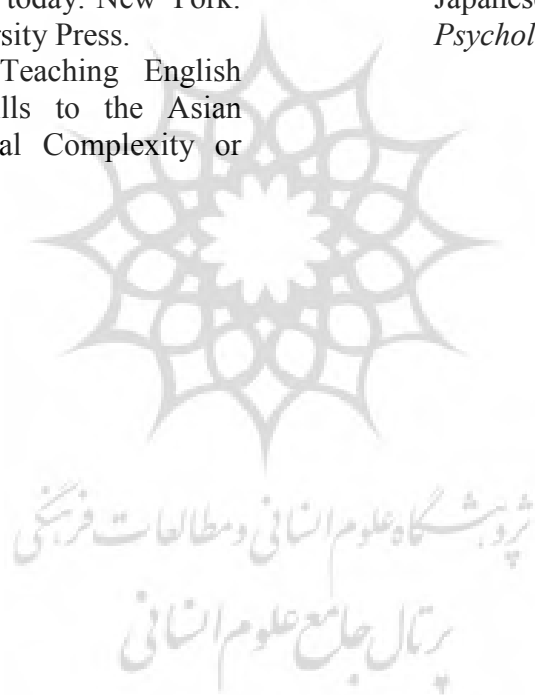 today. New York:
rsity Press.
Teaching English
lls to the Asian
al Complexity or
Japanese
Psychol
پژوهشگاه علوم انسانی و مطالعات فرهنگی
پرتال جامع علوم انسانی